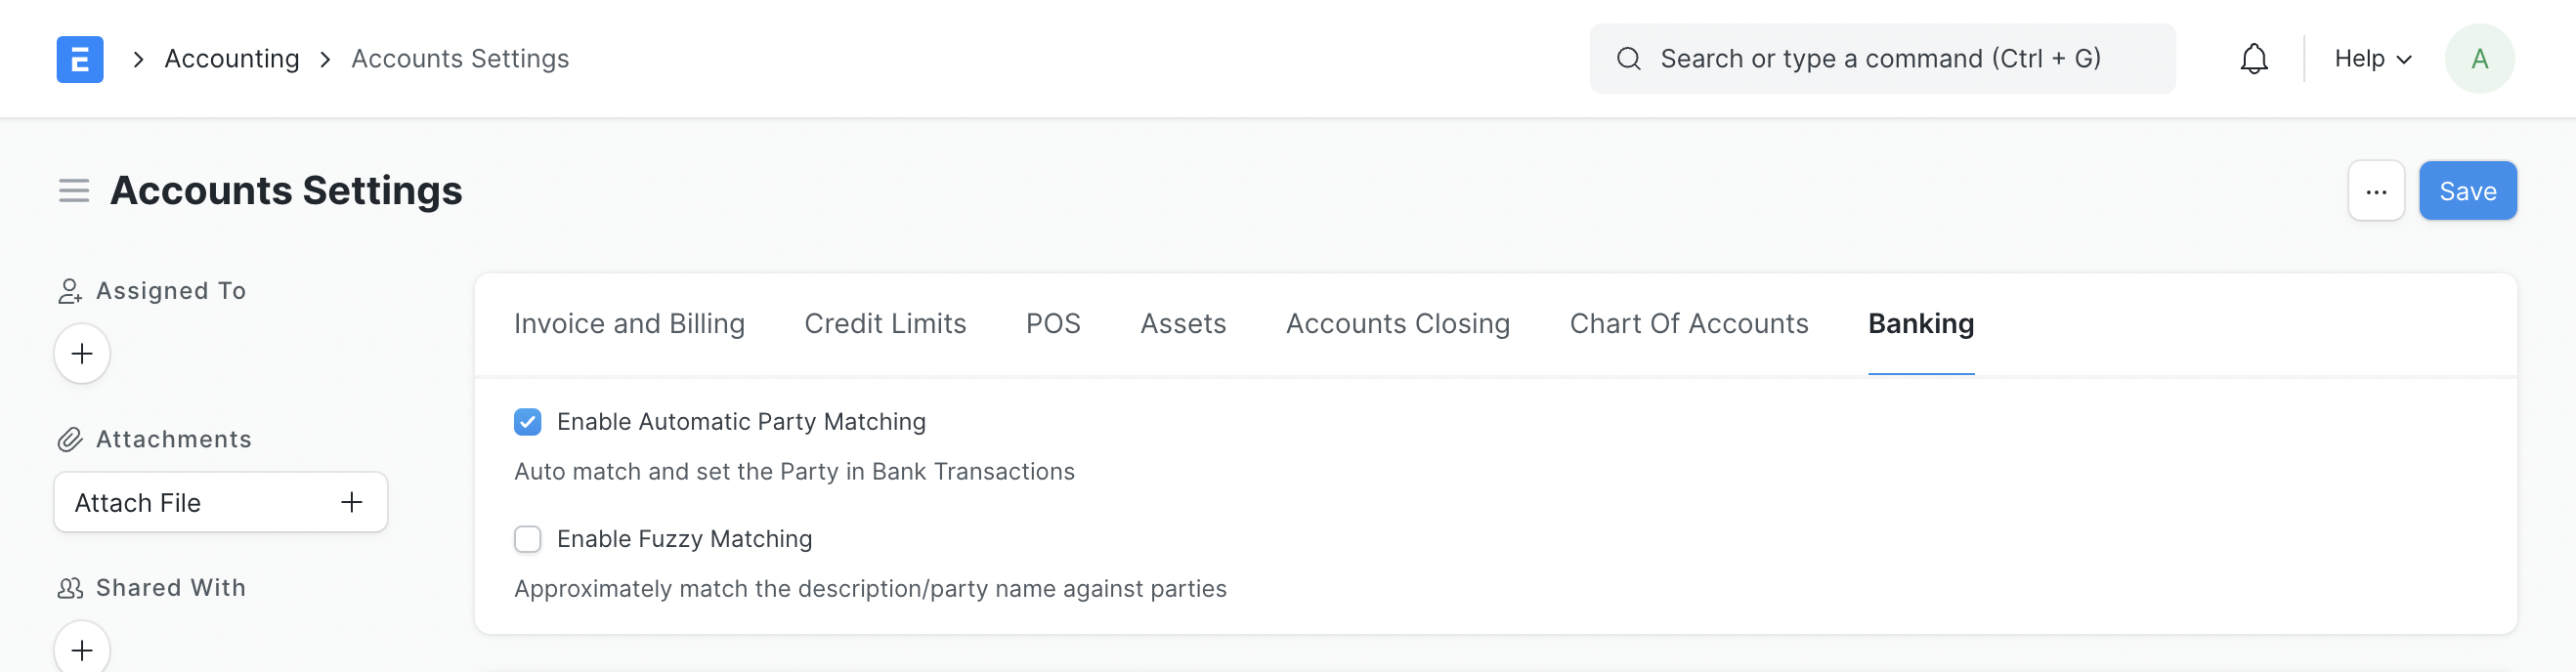 E
Accounting
Accounts Settings
Search or type a command (Ctrl + G)
Help
A
Accounts Settings
...
Save
Assigned To
Attachments
Attach File
Shared With
Invoice and Billing
Credit Limits
POS
Assets
Accounts Closing
Chart Of Accounts
Banking
Enable Automatic Party Matching
Auto match and set the Party in Bank Transactions
Enable Fuzzy Matching
Approximately match the description/party name against parties